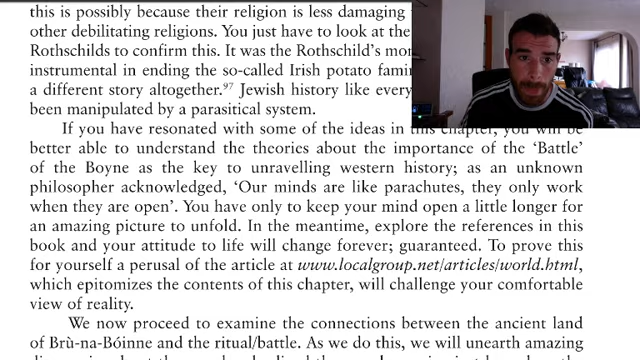 this is possibly because their religion is less damaging
other debilitating religions. You just have to look at the
Rothschilds to confirm this. It was the Rothschild's
instrumental in ending the so-called Irish potato
a different story altogether.97 Jewish history like every
been manipulated by a parasitical system.
If you have resonated with some of the ideas in this chapter, you will be
better able to understand the theories about the importance of the 'Battle'
of the Boyne as the key to unravelling western history; as an unknown
philosopher acknowledged, 'Our minds are like parachutes, they only work
when they are open'. You have only to keep your mind open a little longer for
an amazing picture to unfold. In the meantime, explore the references in this
book and your attitude to life will change forever; guaranteed. To prove this
for yourself a perusal of the article at www.localgroup.net/articles/world.html,
which epitomizes the contents of this chapter, will challenge your comfortable
view of reality.
We now proceed to examine the connections between the ancient land
of Brù-na-Bóinne and the ritual/battle. As we do this, we will unearth amazing